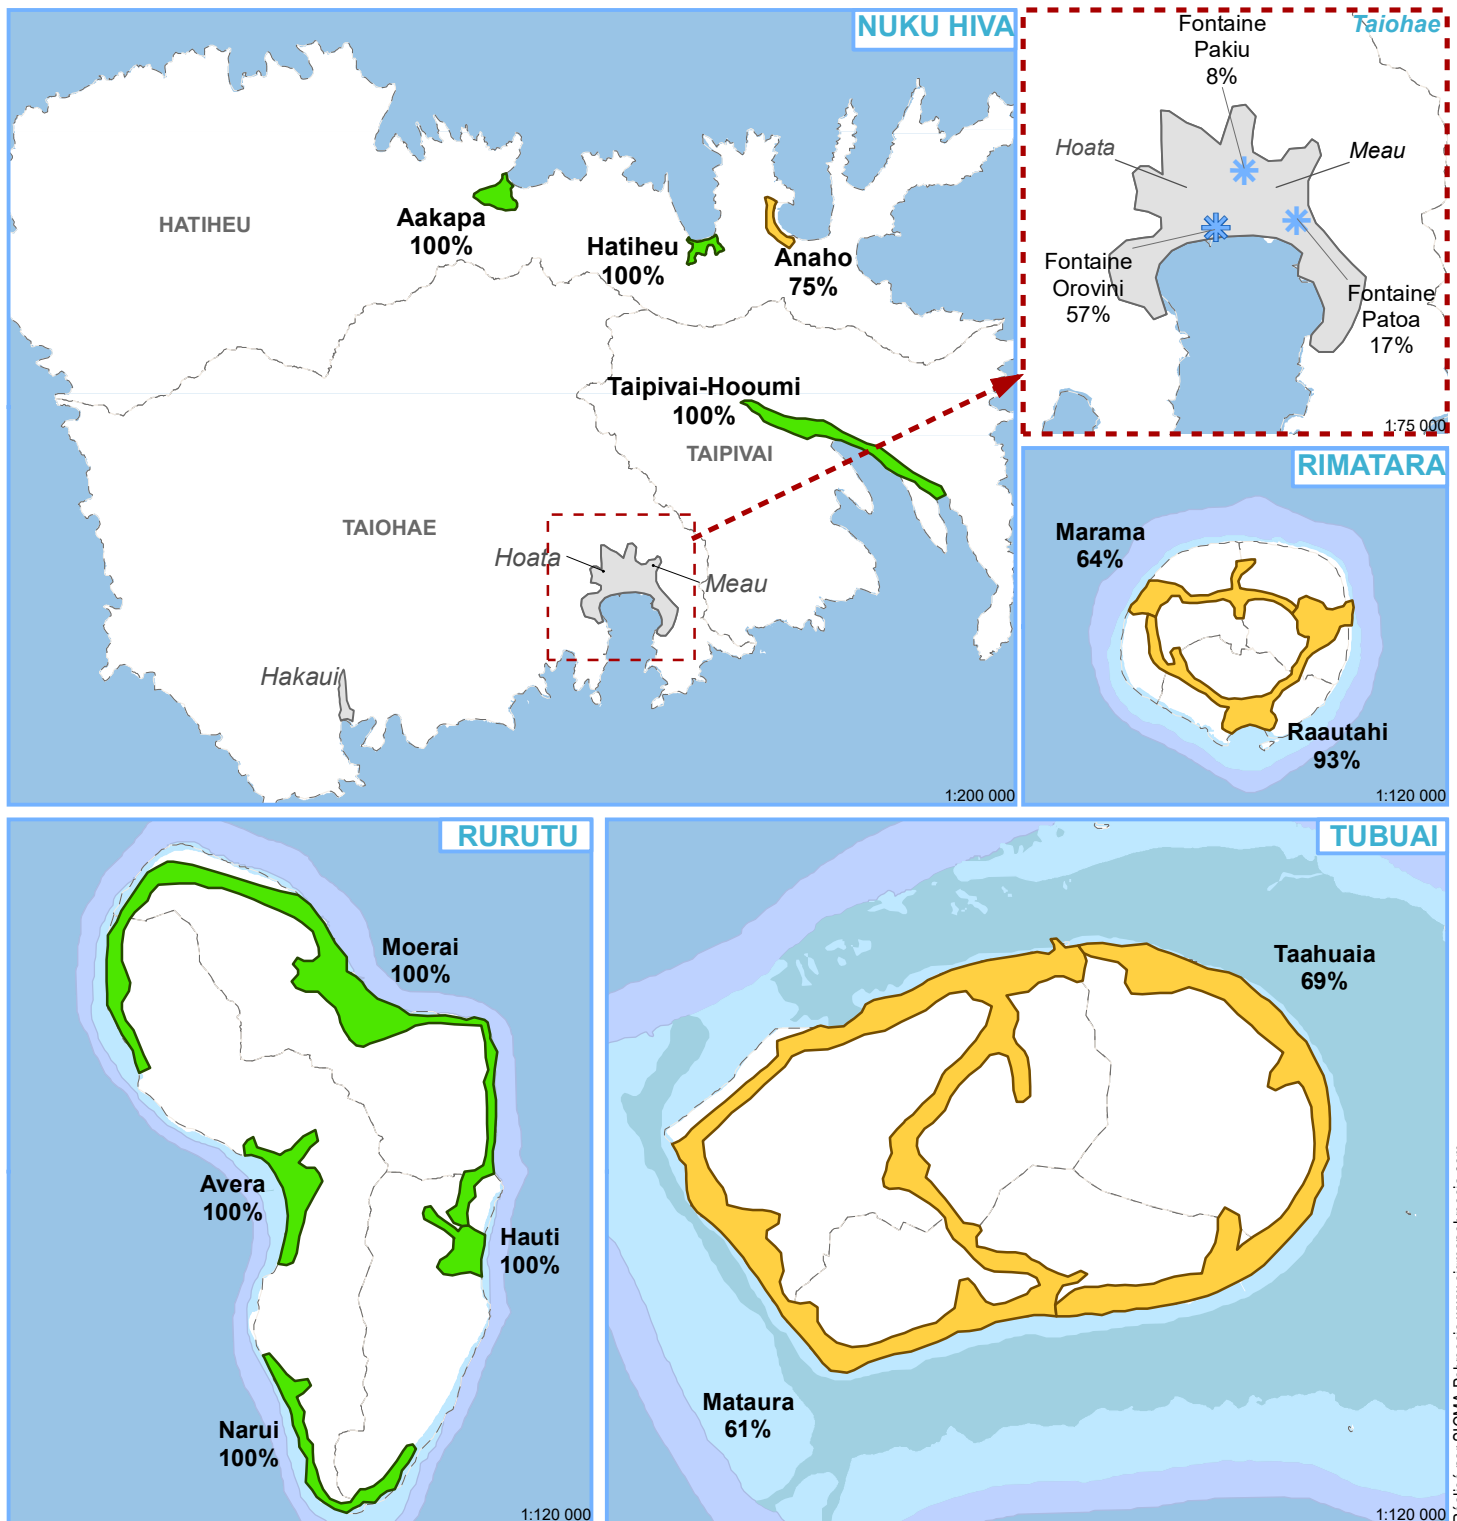 NUKU HIVA
HATIHEU
Aakapa
100%
Hatiheu
100%
Anaho
75%
Taipivai-Hooumi
100%
TAIPIVAI
TAIOHAE
Hoata
Meau
Hakaui
1:200 000
Taiohae
Fontaine
Pakiu
8%
Hoata
Meau
Fontaine
Orovini
57%
Fontaine
Patoa
17%
1:75 000
RIMATARA
Marama
64%
Raautahi
93%
1:120 000
RURUTU
Moerai
100%
Avera
100%
Hauti
100%
Narui
100%
1:120 000
TUBUAI
Taahuaia
69%
Mataura
61%
1:120 000